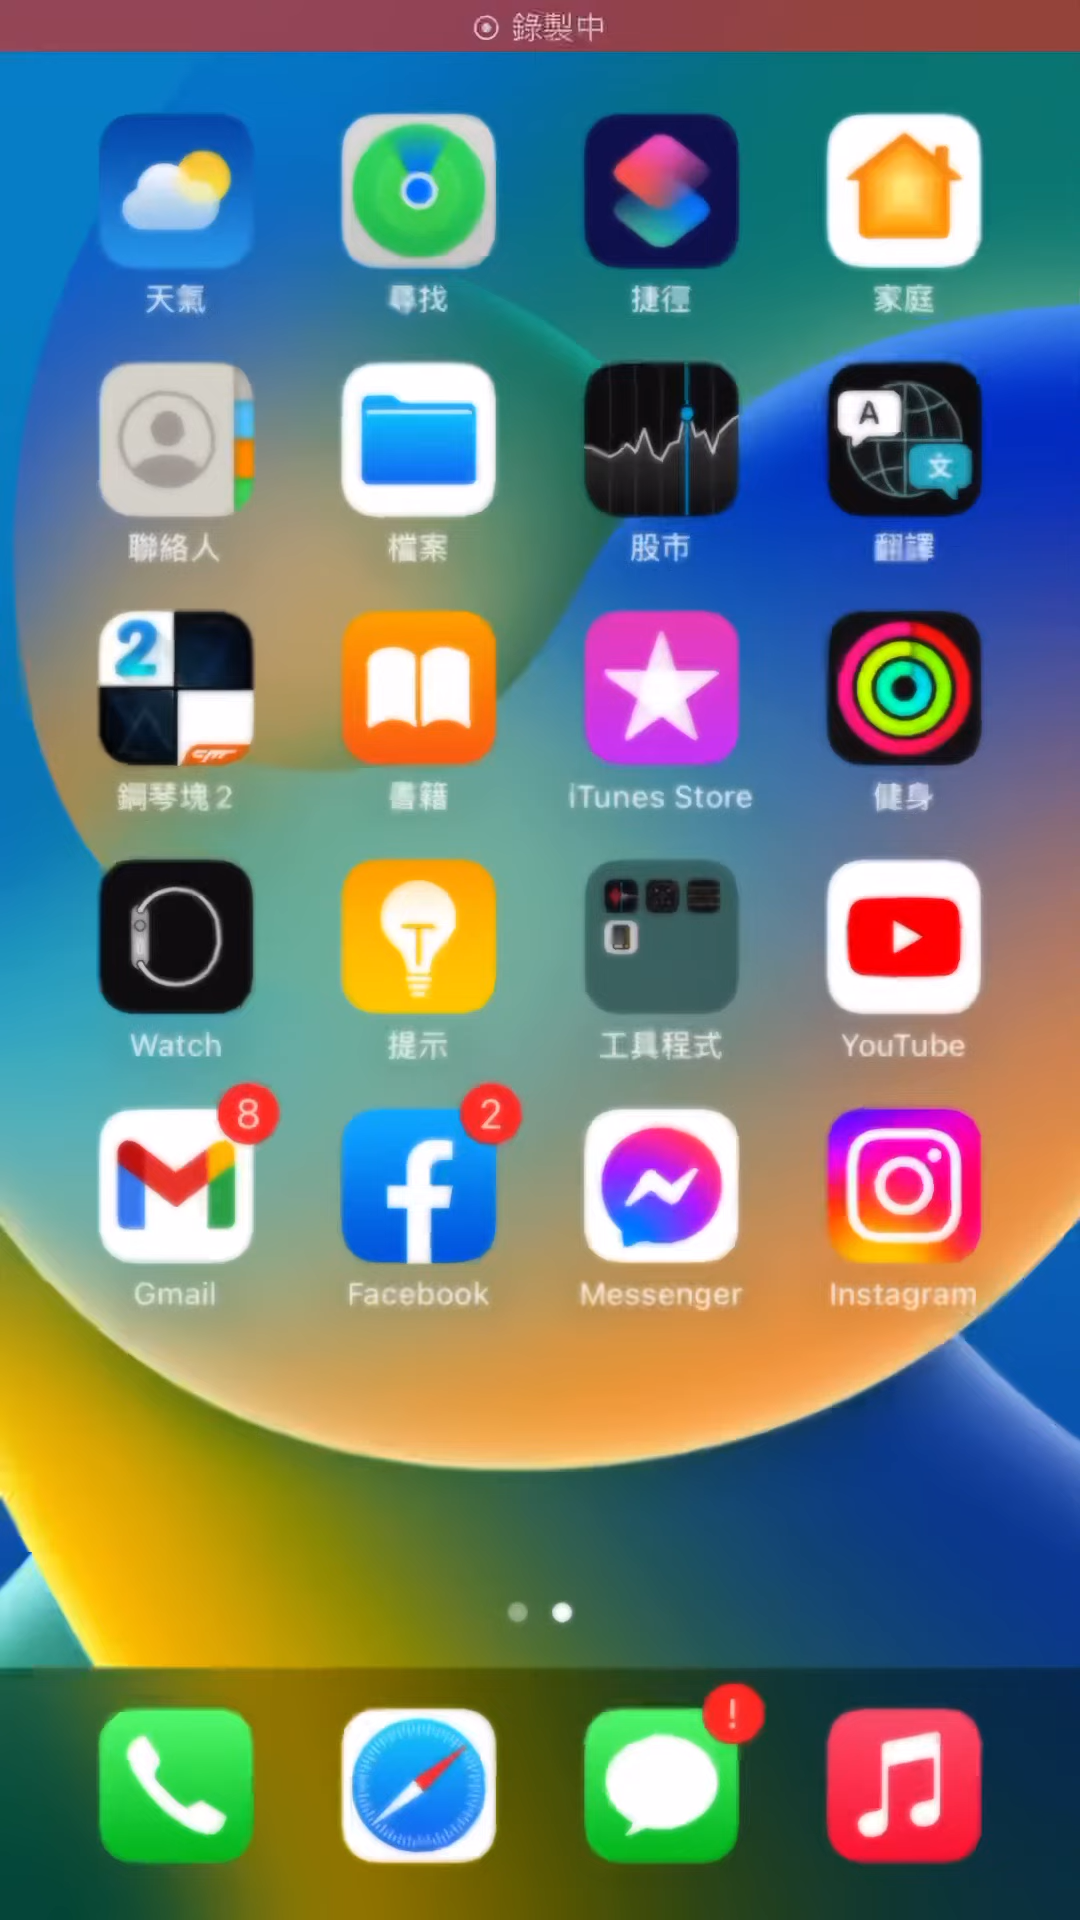 錄製中
天氣
尋找
捷徑
家庭
聯絡人
檔案
股市
A
文
翻譯
2
鋼琴塊2
書籍
iTunes Store
健身
Watch
提示
工具程式
YouTube
8
2
Gmail
Facebook
Messenger
Instagram
!